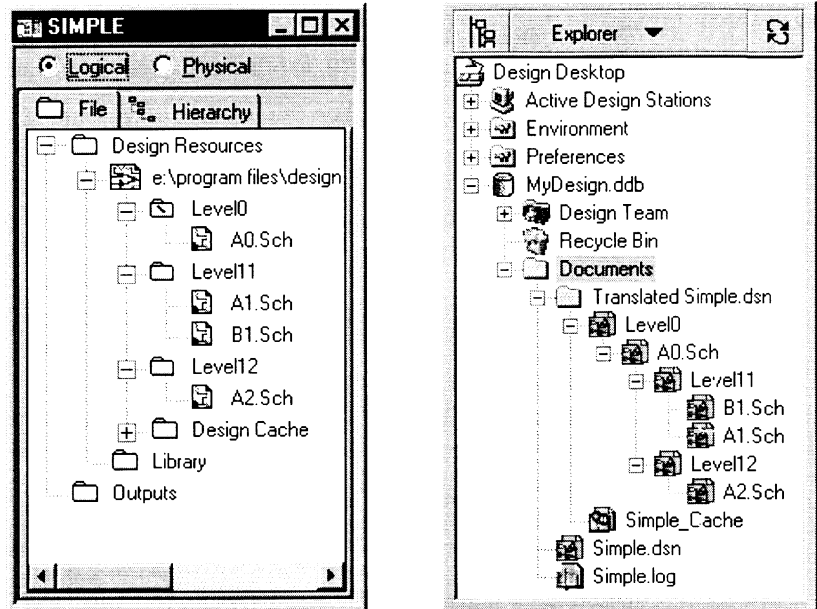 SIMPLE
Logical Physical
File Hierarchy
Design Resources
e:\program files\design
Level0
A0.Sch
Level11
A1.Sch
B1.Sch
Level12
A2.Sch
Design Cache
Library
Outputs
Explorer
Design Desktop
Active Design Stations
Environment
Preferences
MyDesign.ddb
Design Team
Recycle Bin
Documents
Translated Simple.dsn
Level0
A0.Sch
Level11
B1.Sch
A1.Sch
Level12
A2.Sch
Simple_Cache
Simple.dsn
Simple.log